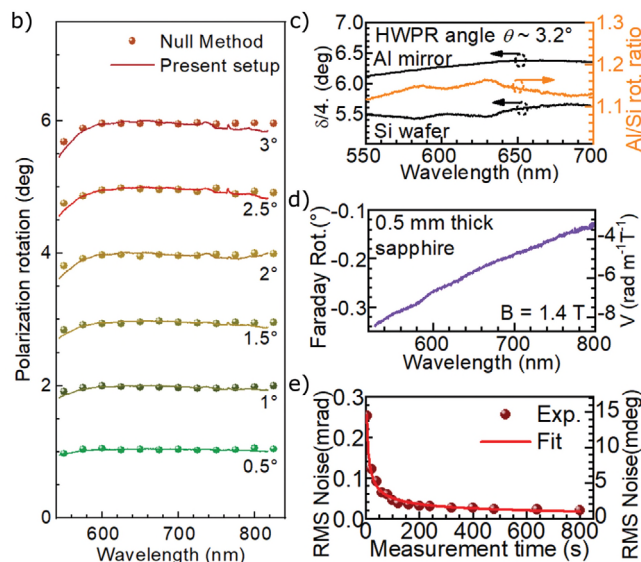 b)
Null Method
Present setup
Polarization rotation (deg)
6
4
2
0
3°
2.5°
2°
1.5°
1°
0.5°
600
700
800
Wavelength (nm)
c)
HWPR angle θ ~ 3.2°
Al mirror
Si wafer
δ/4. (deg)
7.0
6.5
6.0
5.5
1.3
1.2
1.1
Al/Si rot. ratio
550
600
650
700
Wavelength (nm)
d)
0.5 mm thick
sapphire
B = 1.4 T
Faraday Rot.(°)
-0.1
-0.2
-0.3
-4
-6
-8
V (rad m⁻¹T⁻¹)
600
700
800
Wavelength (nm)
e)
Exp.
Fit
RMS Noise(mrad)
0.3
0.2
0.1
0.0
15
10
5
0
RMS Noise(mdeg)
0
200
400
600
800
Measurement time (s)